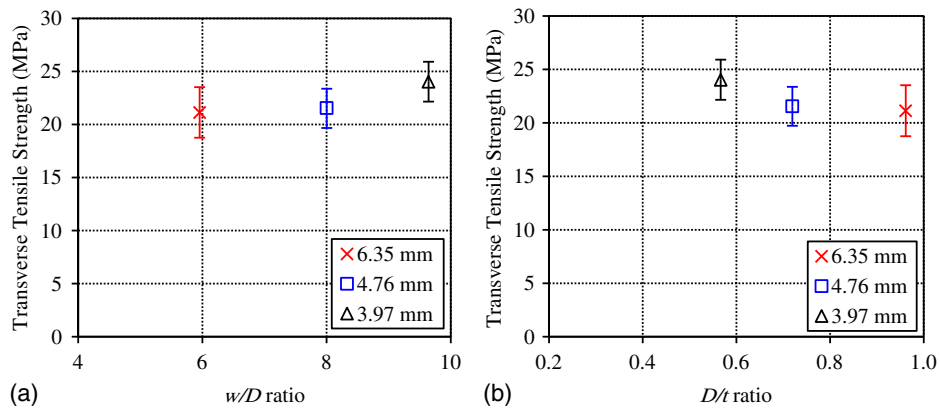 Transverse Tensile Strength (MPa)
30
25
20
15
10
5
0
6.35 mm
4.76 mm
3.97 mm
4 6 8 10
(a) w/D ratio
Transverse Tensile Strength (MPa)
30
25
20
15
10
5
0
6.35 mm
4.76 mm
3.97 mm
0.2 0.4 0.6 0.8 1.0
(b) D/t ratio